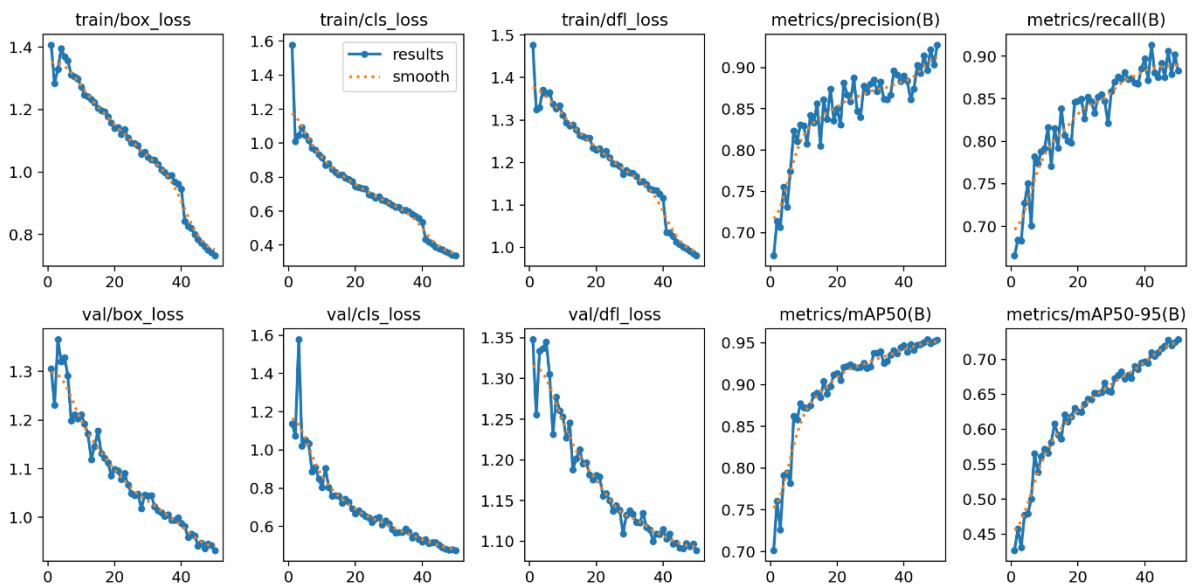 train/box_loss
train/cls_loss
train/dfl_loss
metrics/precision(B)
metrics/recall(B)
1.4
1.2
1.0
0.8
0 20 40
1.6
1.4
1.2
1.0
0.8
0.6
0.4
0 20 40
results
smooth
1.5
1.4
1.3
1.2
1.1
1.0
0 20 40
0.90
0.85
0.80
0.75
0.70
0 20 40
0.90
0.85
0.80
0.75
0.70
0 20 40
val/box_loss
val/cls_loss
val/dfl_loss
metrics/mAP50(B)
metrics/mAP50-95(B)
1.3
1.2
1.1
1.0
0 20 40
1.6
1.4
1.2
1.0
0.8
0.6
0 20 40
1.35
1.30
1.25
1.20
1.15
1.10
0 20 40
0.95
0.90
0.85
0.80
0.75
0.70
0 20 40
0.70
0.65
0.60
0.55
0.50
0.45
0 20 40